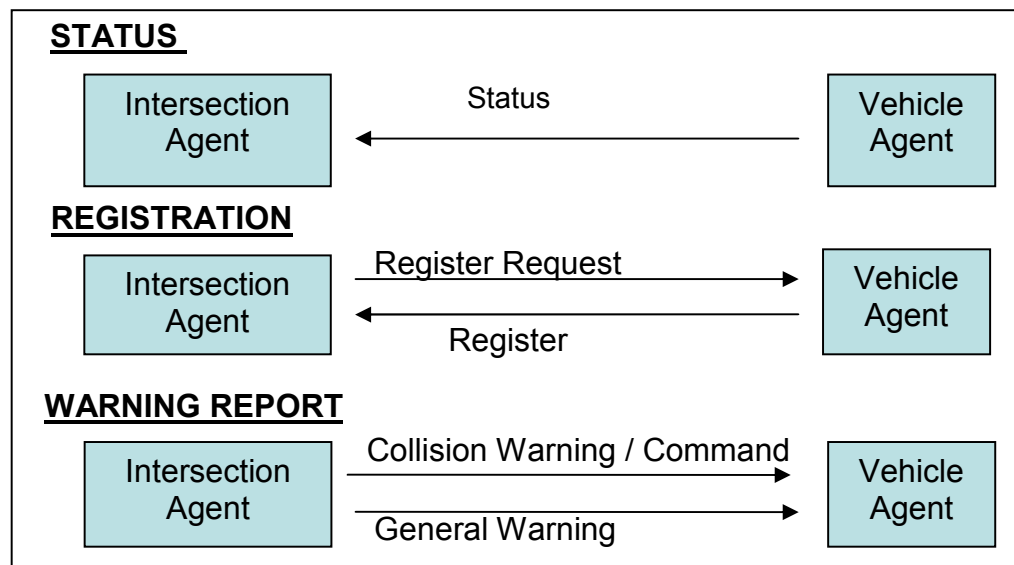 STATUS
Intersection
Agent
Status
Vehicle
Agent
REGISTRATION
Intersection
Agent
Register Request
Register
Vehicle
Agent
WARNING REPORT
Intersection
Agent
Collision Warning / Command
General Warning
Vehicle
Agent